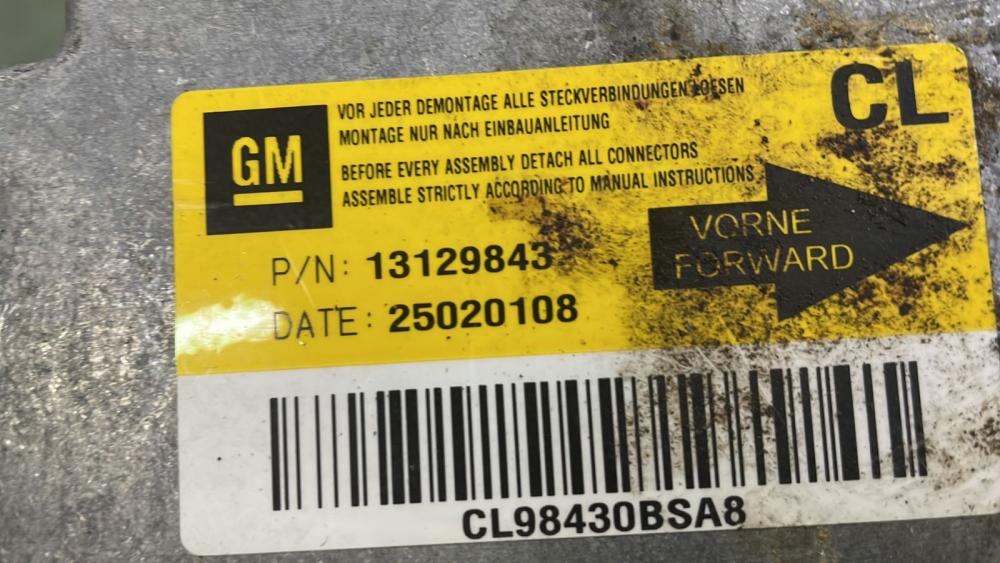 GM
CL
VOR JEDER DEMONTAGE ALLE STECKVERBINDUNGEN LOESEN
MONTAGE NUR NACH EINBAUANLEITUNG
BEFORE EVERY ASSEMBLY DETACH ALL CONNECTORS
ASSEMBLE STRICTLY ACCORDING TO MANUAL INSTRUCTIONS
VORNE
FORWARD
P/N: 13129843
DATE: 25020108
CL98430BSA8